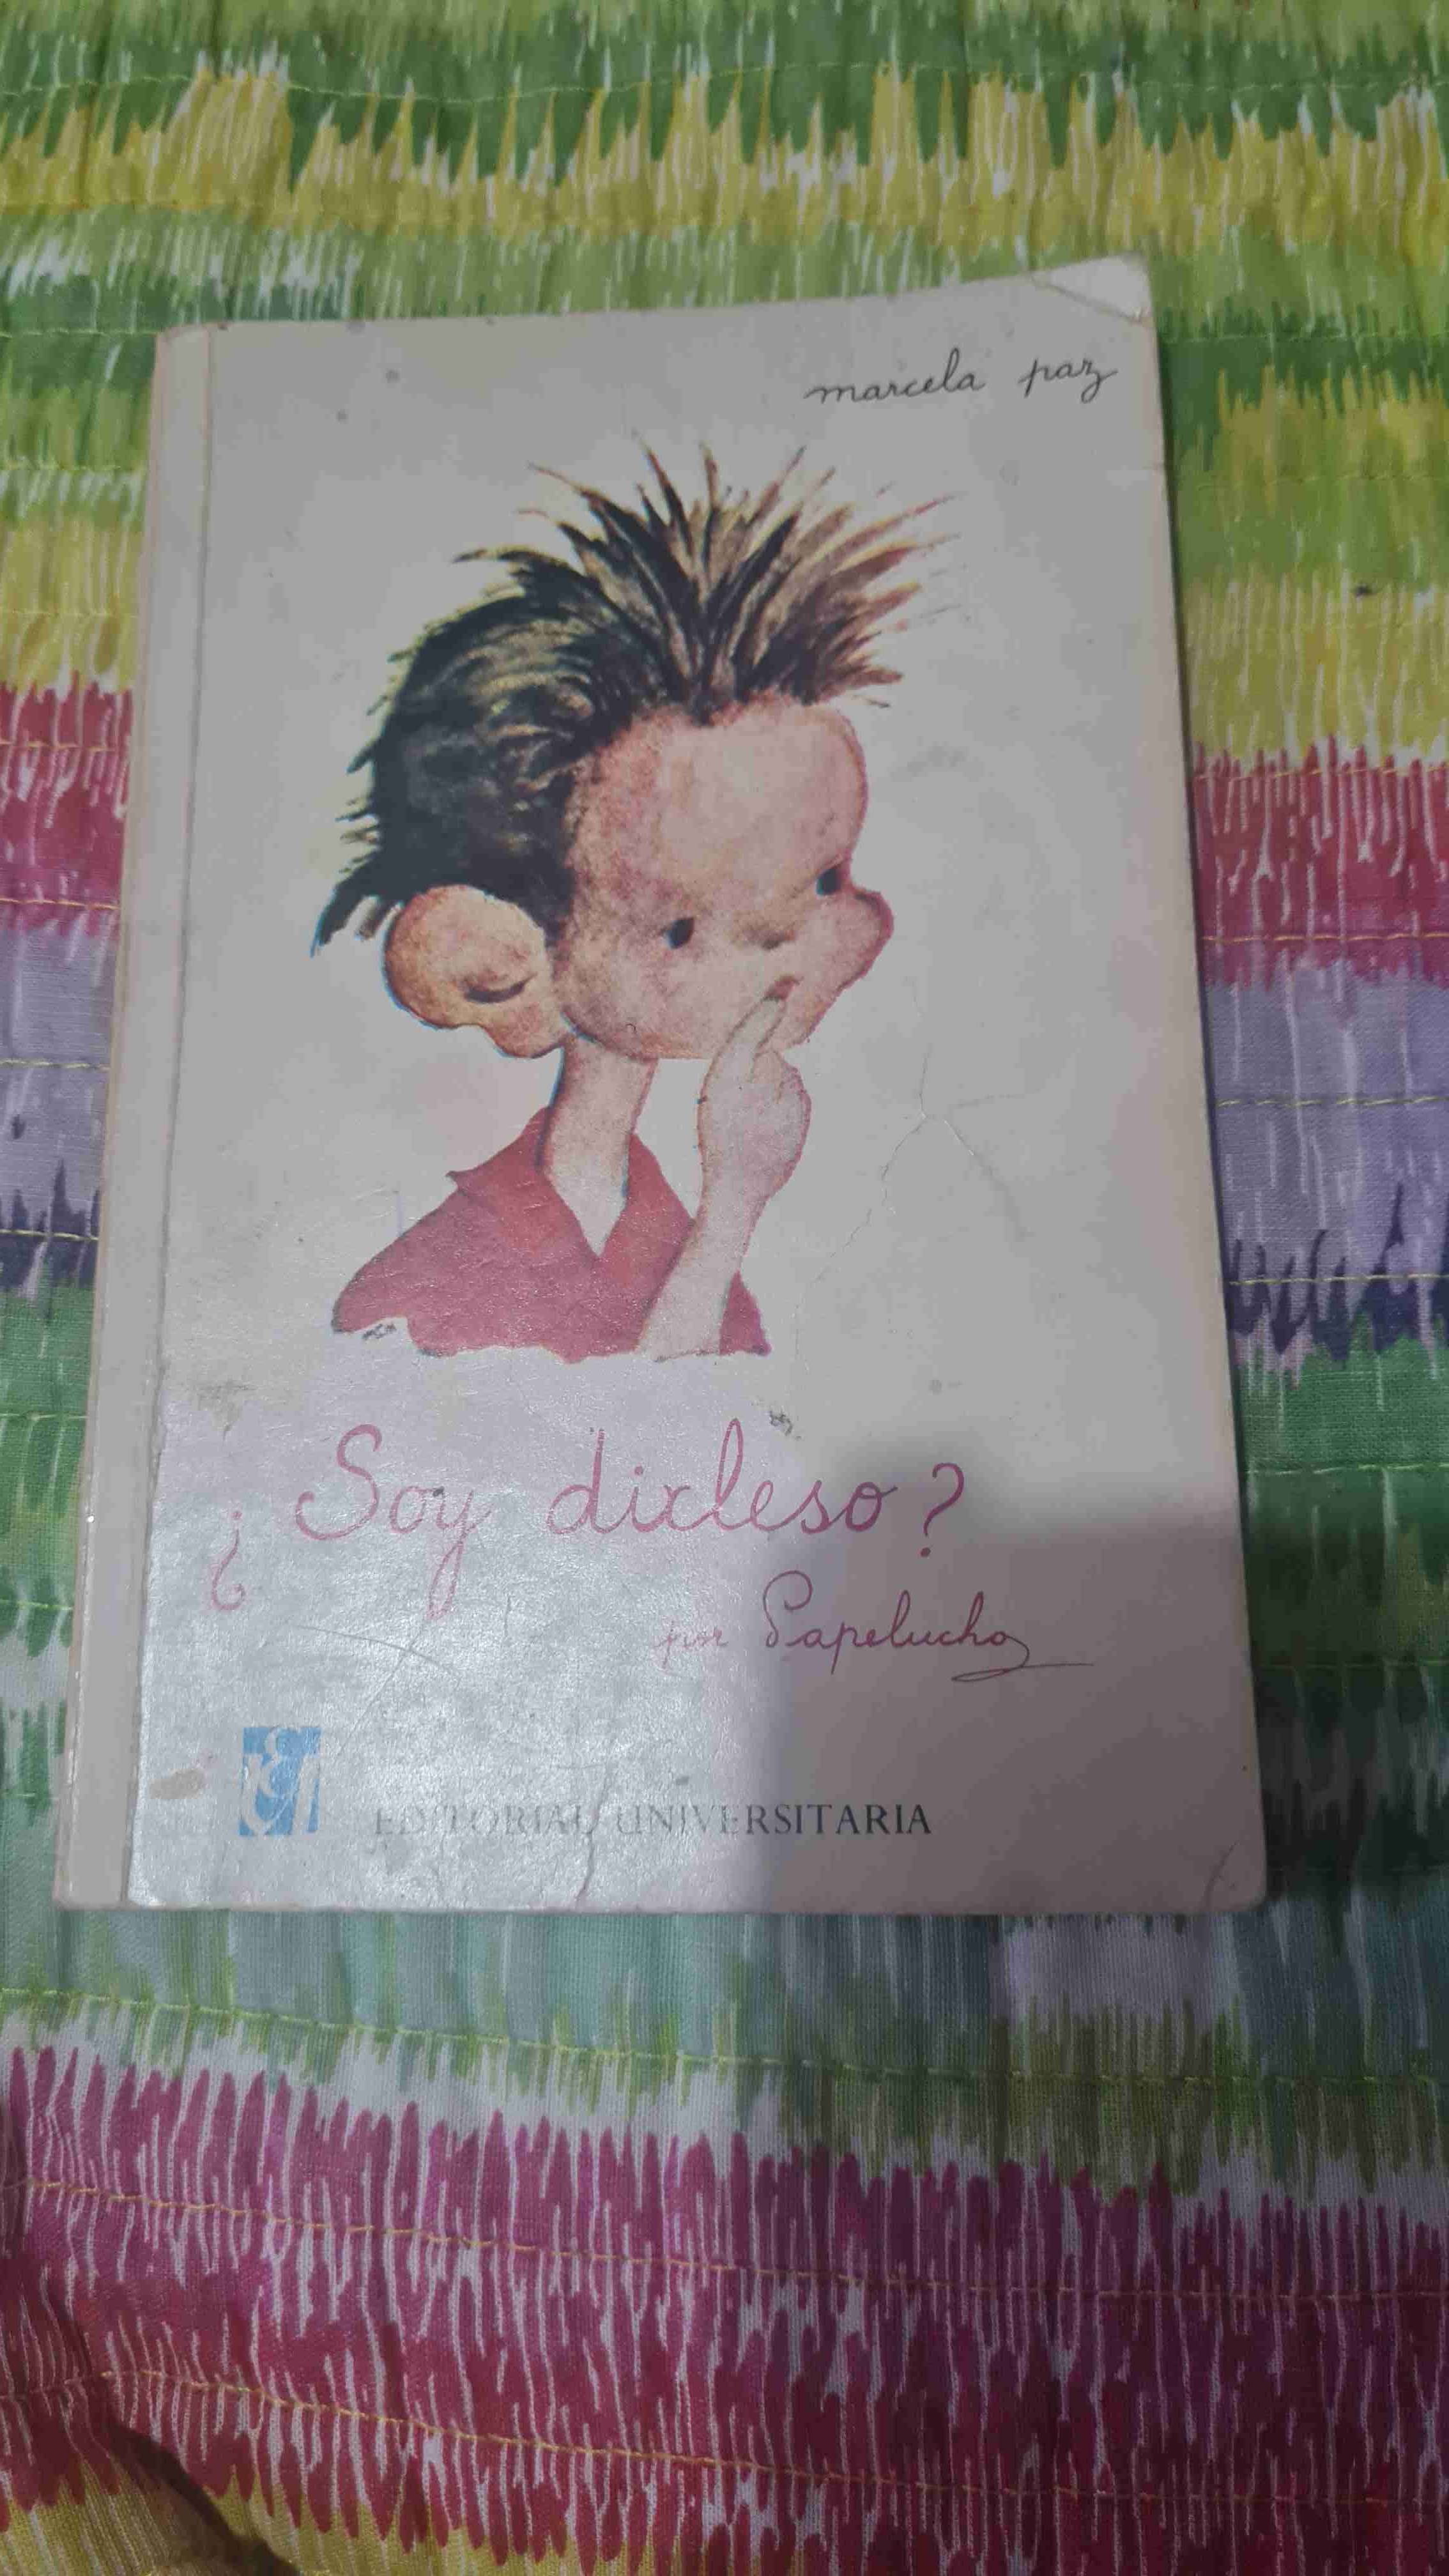 marcela paz
¿Soy dixleso?
por Papelucho
EDITORIAL UNIVERSITARIA